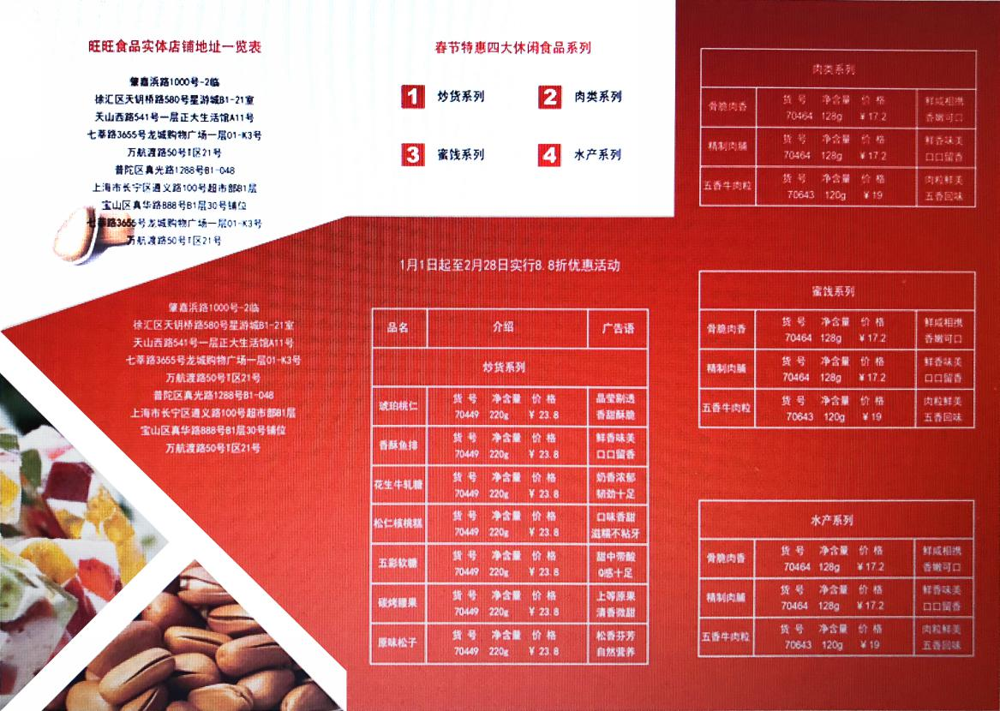 旺旺食品实体店铺地址一览表
肇嘉浜路1000号-2临
徐汇区天钥桥路580号星游城B1-21室
天山西路541号一层正大生活馆A11号
七莘路3655号龙城购物广场一层01-K3号
万航渡路50号T区21号
普陀区真光路1288号B1-048
上海市长宁区遵义路100号超市部B1层
宝山区真华路888号B1层30号铺位
七莘路3655号龙城购物广场一层01-K3号
万航渡路50号T区21号
肇嘉浜路1000号-2临
徐汇区天钥桥路580号星游城B1-21室
天山西路541号一层正大生活馆A11号
七莘路3655号龙城购物广场一层01-K3号
万航渡路50号T区21号
普陀区真光路1288号B1-048
上海市长宁区遵义路100号超市部B1层
宝山区真华路888号B1层30号铺位
万航渡路50号T区21号
春节特惠四大休闲食品系列
1 炒货系列 2 肉类系列
3 蜜饯系列 4 水产系列
1月1日起至2月28日实行8.8折优惠活动
品名 介绍 广告语
炒货系列
琥珀桃仁 货号 净含量 价格 晶莹剔透
70449 220g ¥ 23.8 香甜酥脆
香酥鱼排 货号 净含量 价格 鲜香味美
70449 220g ¥ 23.8 口口留香
花生牛轧糖 货号 净含量 价格 奶香浓郁
70449 220g ¥ 23.8 韧劲十足
松仁核桃糕 货号 净含量 价格 口味香甜
70449 220g ¥ 23.8 滋糯不粘牙
五彩软糖 货号 净含量 价格 甜中带酸
70449 220g ¥ 23.8 Q感十足
碳烤腰果 货号 净含量 价格 上等原果
70449 220g ¥ 23.8 清香微甜
原味松子 货号 净含量 价格 松香芬芳
70449 220g ¥ 23.8 自然营养
肉类系列
骨脆肉香 货号 净含量 价格 鲜咸相携
70464 128g ¥17.2 香嫩可口
精制肉脯 货号 净含量 价格 鲜香味美
70464 128g ¥17.2 口口留香
五香牛肉粒 货号 净含量 价格 肉粒鲜美
70643 120g ¥19 五香回味
蜜饯系列
骨脆肉香 货号 净含量 价格 鲜咸相携
70464 128g ¥17.2 香嫩可口
精制肉脯 货号 净含量 价格 鲜香味美
70464 128g ¥17.2 口口留香
五香牛肉粒 货号 净含量 价格 肉粒鲜美
70643 120g ¥19 五香回味
水产系列
骨脆肉香 货号 净含量 价格 鲜咸相携
70464 128g ¥17.2 香嫩可口
精制肉脯 货号 净含量 价格 鲜香味美
70464 128g ¥17.2 口口留香
五香牛肉粒 货号 净含量 价格 肉粒鲜美
70643 120g ¥19 五香回味